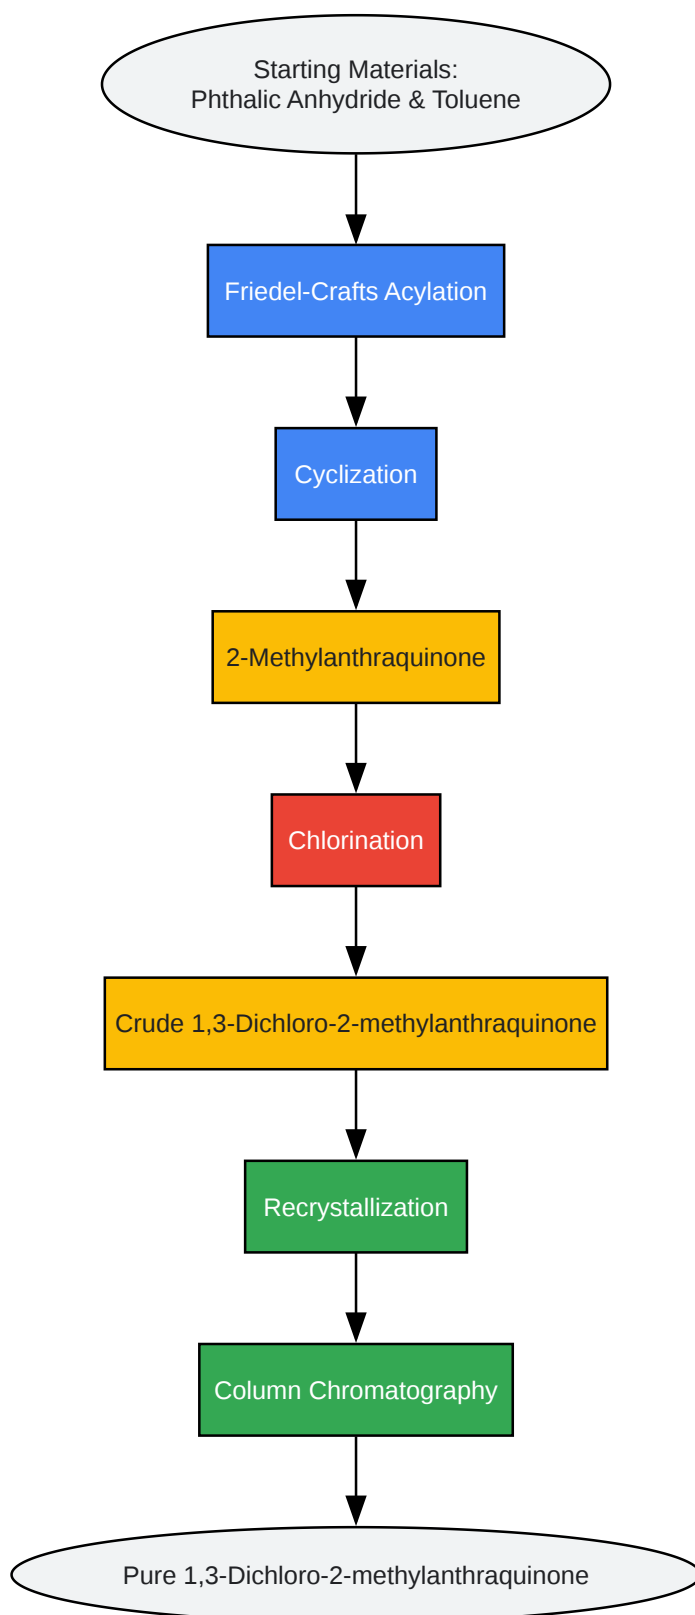 Starting Materials:
Phthalic Anhydride & Toluene
Friedel-Crafts Acylation
Cyclization
2-Methylanthraquinone
Chlorination
Crude 1,3-Dichloro-2-methylanthraquinone
Recrystallization
Column Chromatography
Pure 1,3-Dichloro-2-methylanthraquinone